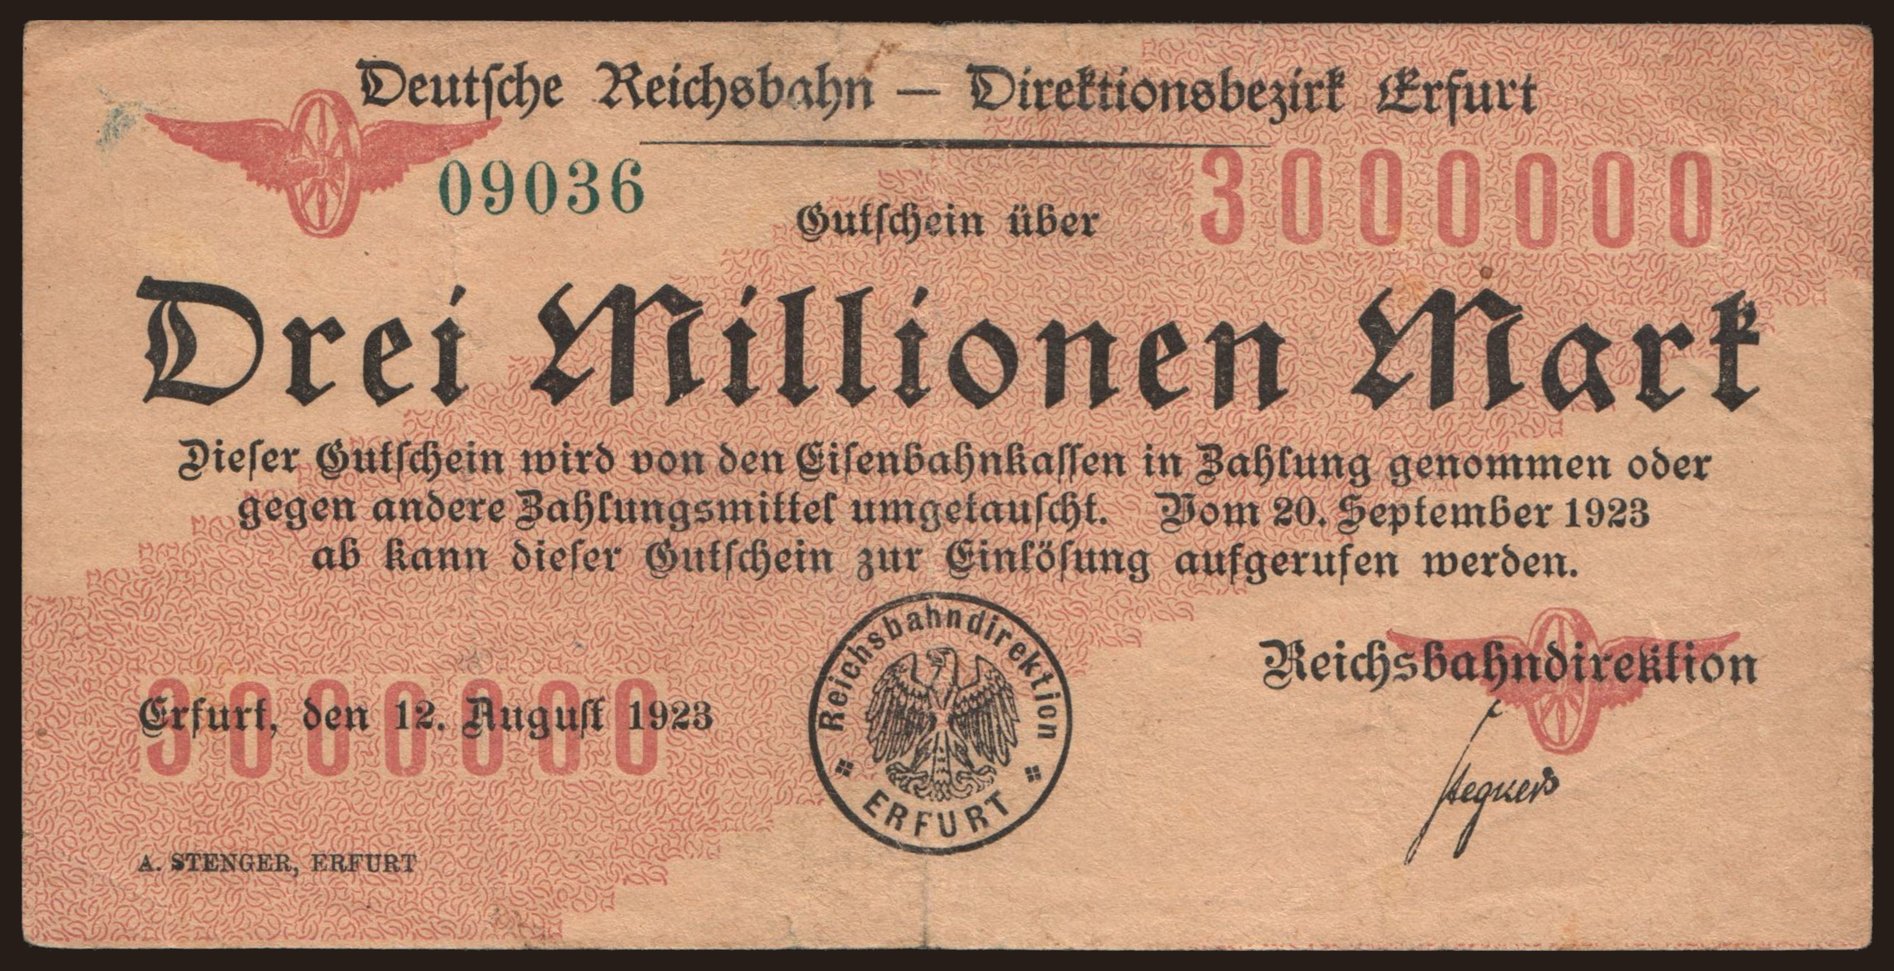 Deutsche Reichsbahn — Direktionsbezirk Erfurt
09036
Gutschein über
3000000
Drei Millionen Mark
Dieser Gutschein wird von den Eisenbahnkassen in Zahlung genommen oder
gegen andere Zahlungsmittel umgetauscht. Vom 20. September 1923
ab kann dieser Gutschein zur Einlösung aufgerufen werden.
Reichsbahndirektion
ERFURT
Reichsbahndirektion
3000000
Erfurt, den 12. August 1923
A. STENGER, ERFURT